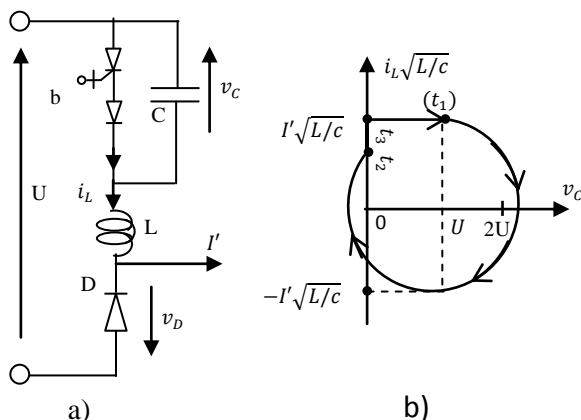 b
C
v_C
U
i_L
L
I′
D
v_D
a)
i_L√L/c
(t_1)
I′√L/c
t_3
t_2
v_C
0
U
2U
−I′√L/c
b)